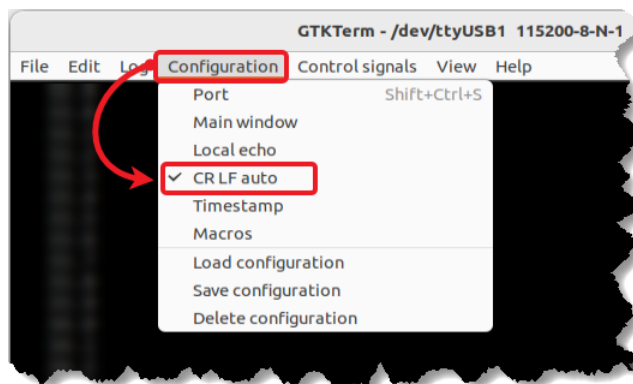 GTKTerm - /dev/ttyUSB1 115200-8-N-1
File Edit Log Configuration Control signals View Help
Port Shift+Ctrl+S
Main window
Local echo
CR LF auto
Timestamp
Macros
Load configuration
Save configuration
Delete configuration